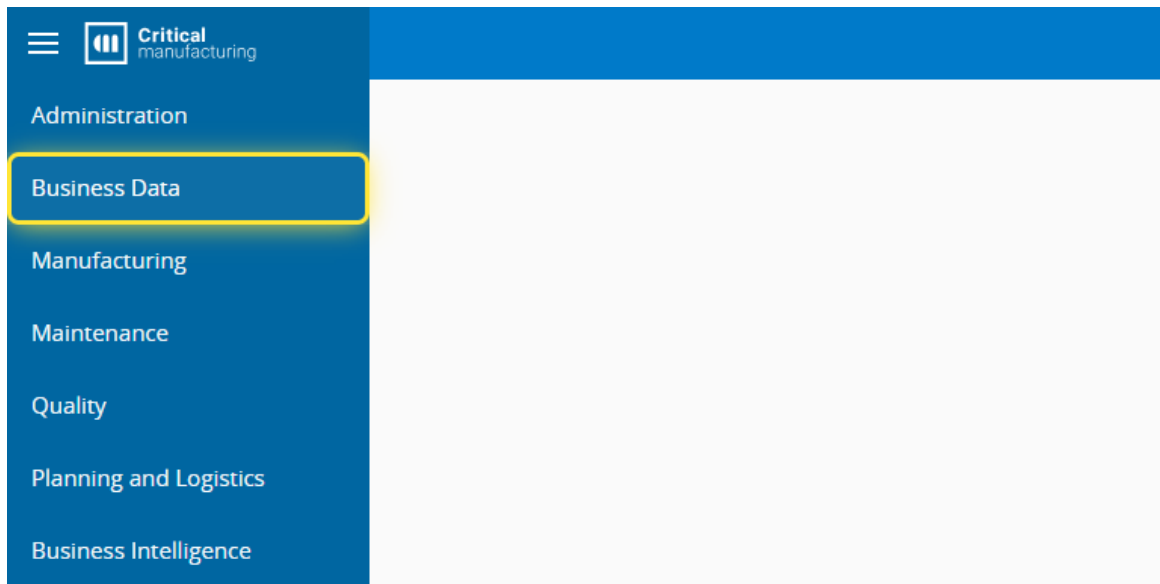 Critical
manufacturing
Administration
Business Data
Manufacturing
Maintenance
Quality
Planning and Logistics
Business Intelligence